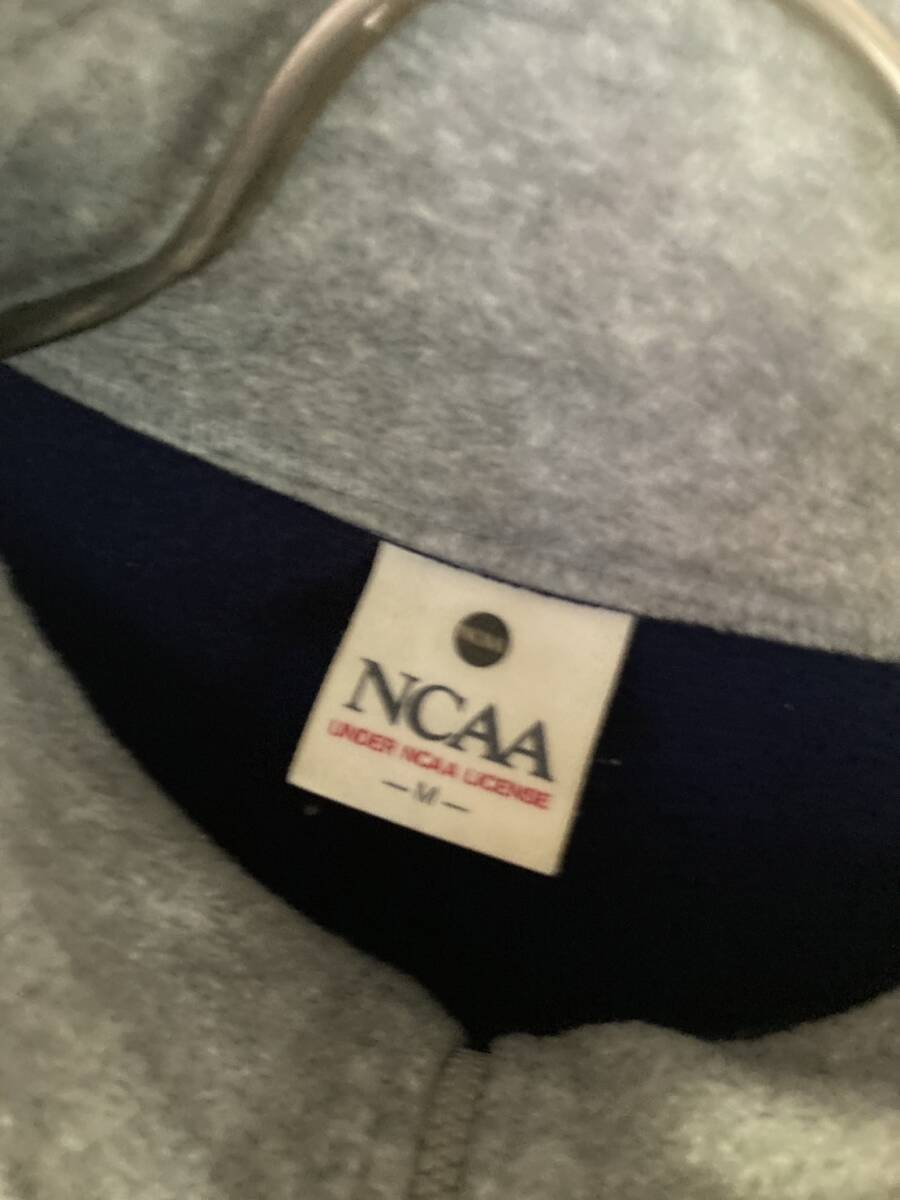 NCAA
UNDER NCAA LICENSE
— M —